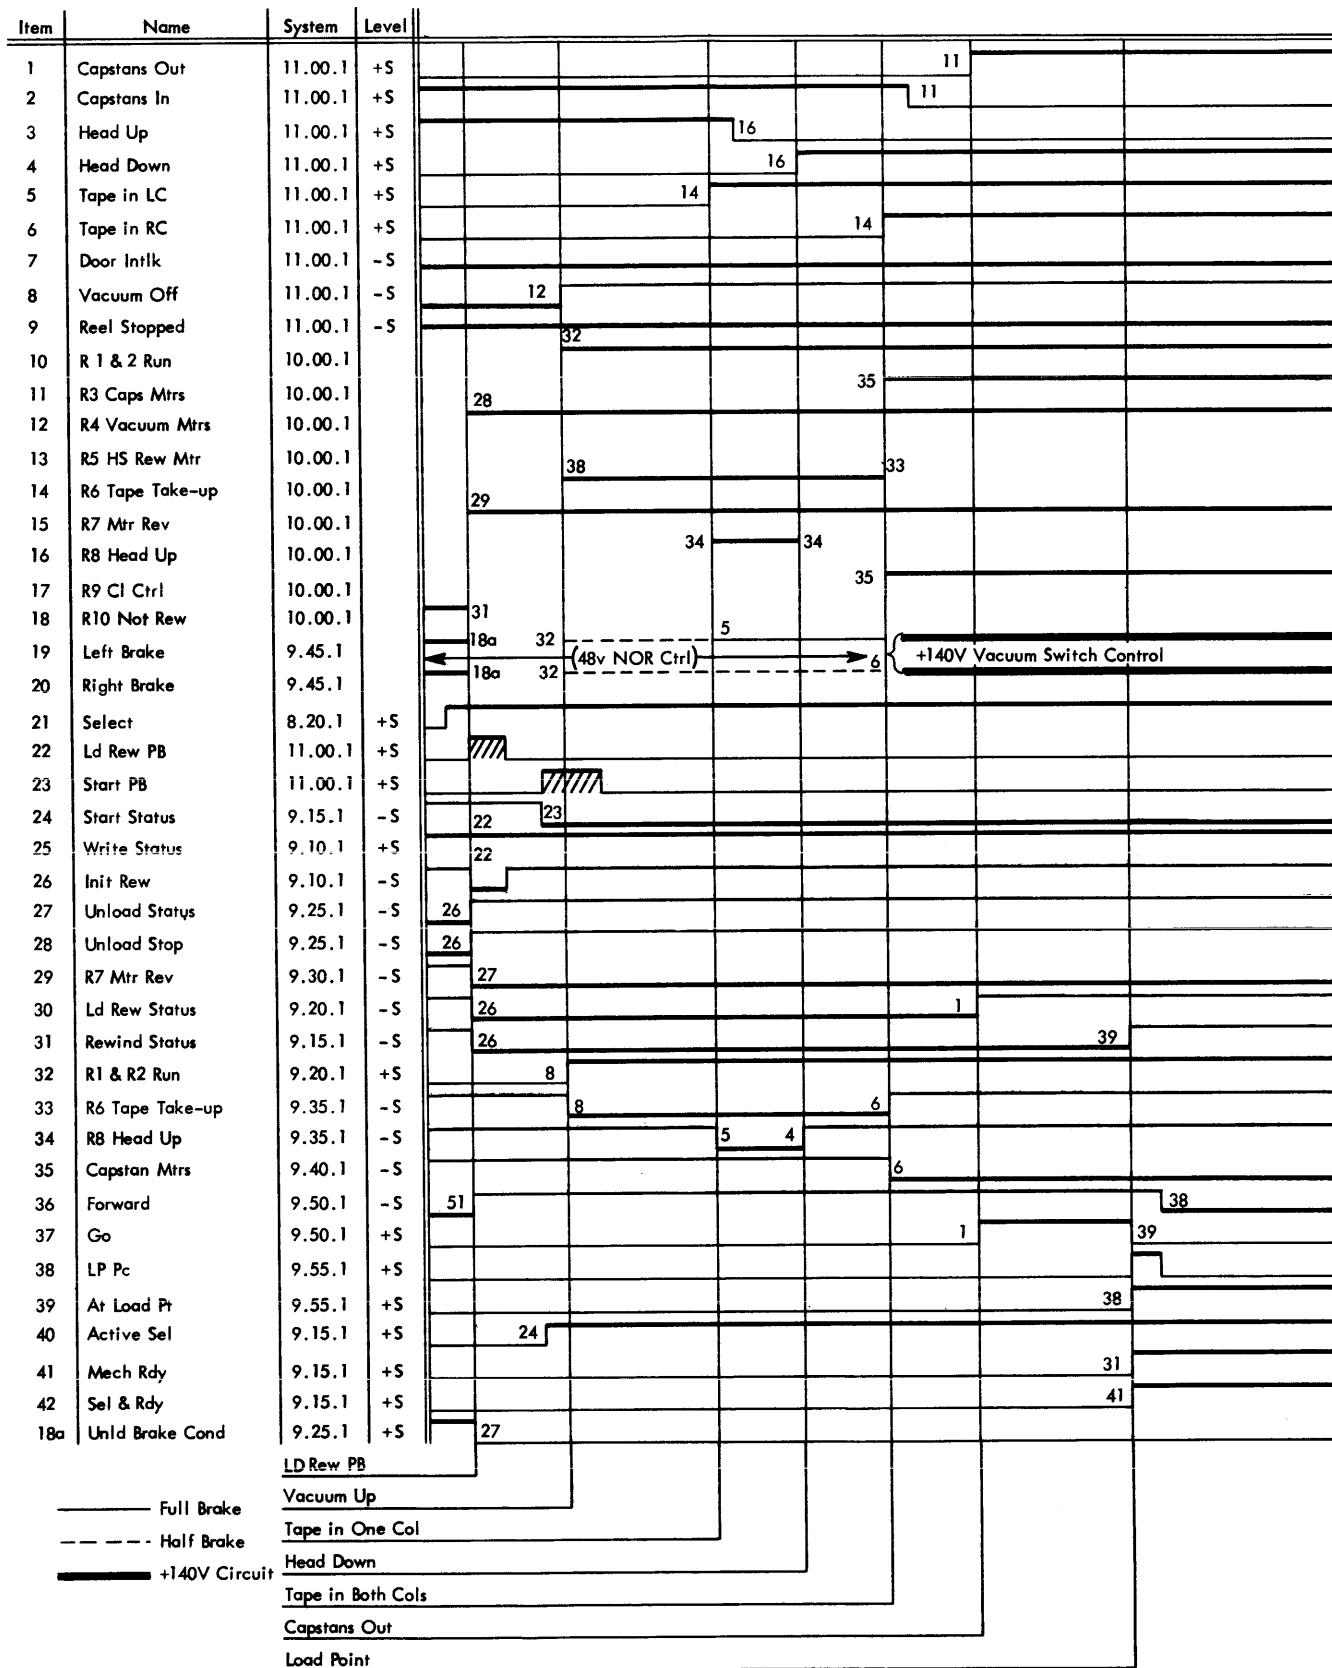 Item Name System Level
1 Capstans Out 11.00.1 +S 11
2 Capstans In 11.00.1 +S 11
3 Head Up 11.00.1 +S 16
4 Head Down 11.00.1 +S 16
5 Tape in LC 11.00.1 +S 14
6 Tape in RC 11.00.1 +S 14
7 Door Intlk 11.00.1 -S
8 Vacuum Off 11.00.1 -S 12
9 Reel Stopped 11.00.1 -S
32
10 R 1 & 2 Run 10.00.1
11 R3 Caps Mtrs 10.00.1 35
28
12 R4 Vacuum Mtrs 10.00.1
13 R5 HS Rew Mtr 10.00.1
38 33
14 R6 Tape Take-up 10.00.1
29
15 R7 Mtr Rev 10.00.1
16 R8 Head Up 10.00.1 34 34
17 R9 Cl Ctrl 10.00.1 35
18 R10 Not Rew 10.00.1 31
18a 32 5
19 Left Brake 9.45.1 (48v NOR Ctrl) 6 { +140V Vacuum Switch Control
20 Right Brake 9.45.1 18a 32
21 Select 8.20.1 +S
22 Ld Rew PB 11.00.1 +S
23 Start PB 11.00.1 +S
24 Start Status 9.15.1 -S 22 23
25 Write Status 9.10.1 +S 22
26 Init Rew 9.10.1 -S
27 Unload Status 9.25.1 -S 26
28 Unload Stop 9.25.1 -S 26
29 R7 Mtr Rev 9.30.1 -S 27
30 Ld Rew Status 9.20.1 -S 26 1
31 Rewind Status 9.15.1 -S 26 39
32 R1 & R2 Run 9.20.1 +S 8
33 R6 Tape Take-up 9.35.1 -S 8 6
34 R8 Head Up 9.35.1 -S 5 4
35 Capstan Mtrs 9.40.1 -S 6
36 Forward 9.50.1 -S 51 38
37 Go 9.50.1 +S 1 39
38 LP Pc 9.55.1 +S
39 At Load Pt 9.55.1 +S 38
40 Active Sel 9.15.1 +S 24
41 Mech Rdy 9.15.1 +S 31
42 Sel & Rdy 9.15.1 +S 41
18a Unld Brake Cond 9.25.1 +S 27
LD Rew PB
Vacuum Up
Full Brake
Tape in One Col
Half Brake
Head Down
+140V Circuit
Tape in Both Cols
Capstans Out
Load Point